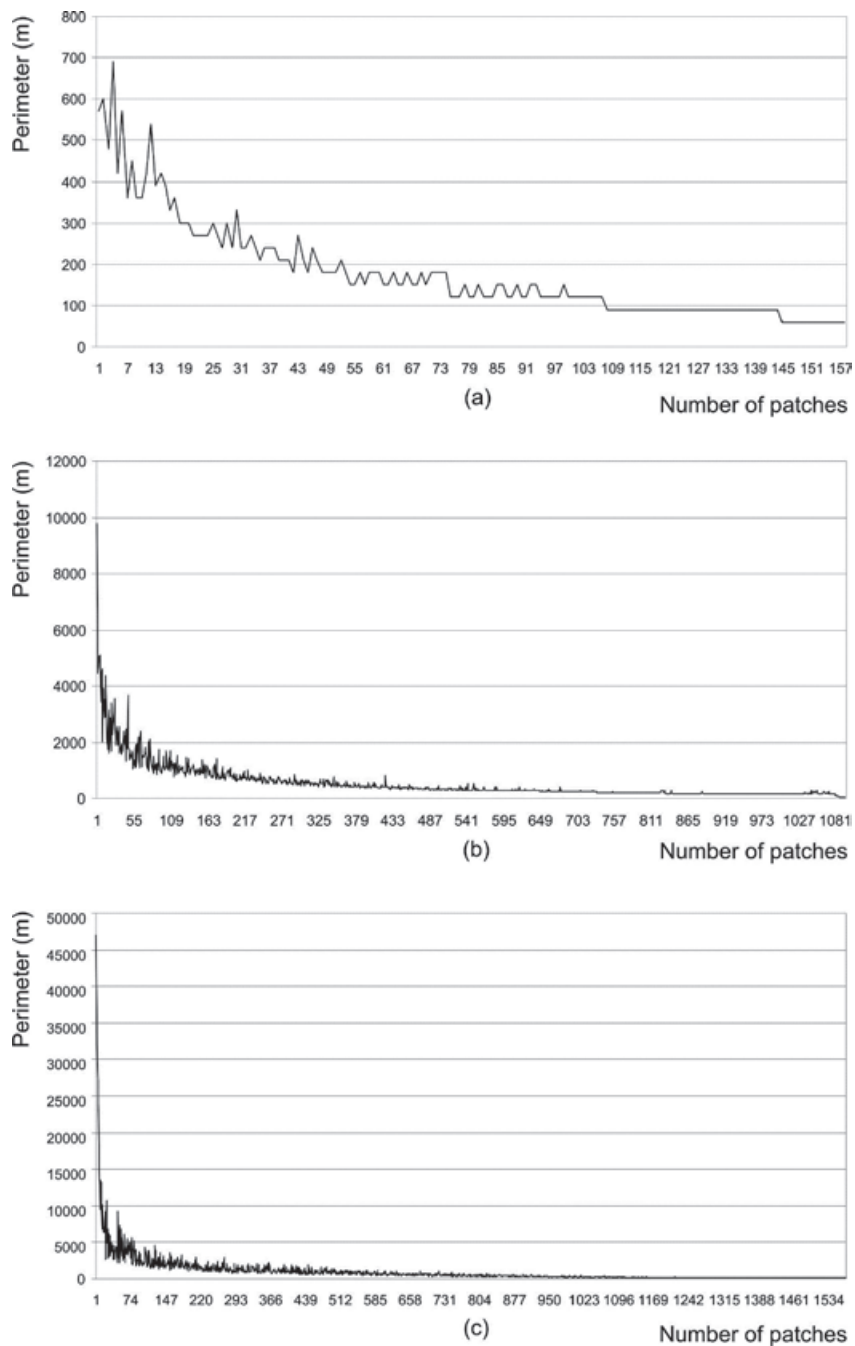 Perimeter (m)
800
700
600
500
400
300
200
100
0
1 7 13 19 25 31 37 43 49 55 61 67 73 79 85 91 97 103 109 115 121 127 133 139 145 151 157
(a)
Number of patches
Perimeter (m)
12000
10000
8000
6000
4000
2000
0
1 55 109 163 217 271 325 379 433 487 541 595 649 703 757 811 865 919 973 1027 1081
(b)
Number of patches
Perimeter (m)
50000
45000
40000
35000
30000
25000
20000
15000
10000
5000
0
1 74 147 220 293 366 439 512 585 658 731 804 877 950 1023 1096 1169 1242 1315 1388 1461 1534
(c)
Number of patches